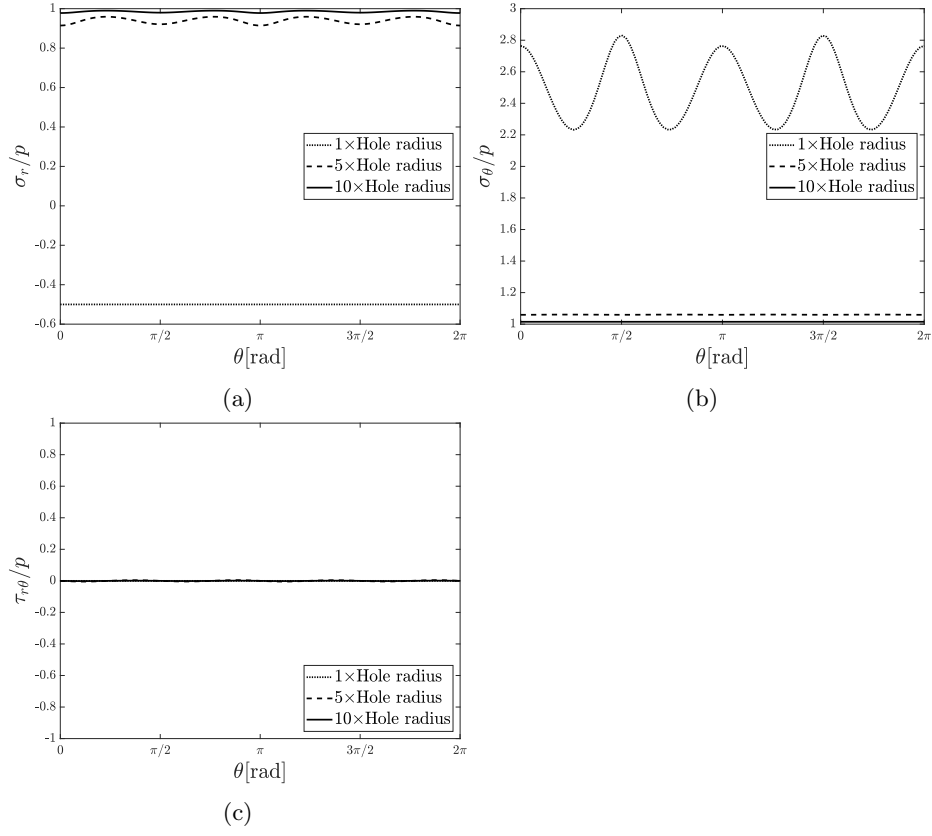 1
0.8
0.6
0.4
0.2
0
-0.2
-0.4
-0.6
σ_r/p
1×Hole radius
5×Hole radius
10×Hole radius
0 π/2 π 3π/2 2π
θ[rad]
(a)
3
2.8
2.6
2.4
2.2
2
1.8
1.6
1.4
1.2
1
σ_θ/p
1×Hole radius
5×Hole radius
10×Hole radius
0 π/2 π 3π/2 2π
θ[rad]
(b)
1
0.8
0.6
0.4
0.2
0
-0.2
-0.4
-0.6
-0.8
-1
τ_{rθ}/p
1×Hole radius
5×Hole radius
10×Hole radius
0 π/2 π 3π/2 2π
θ[rad]
(c)